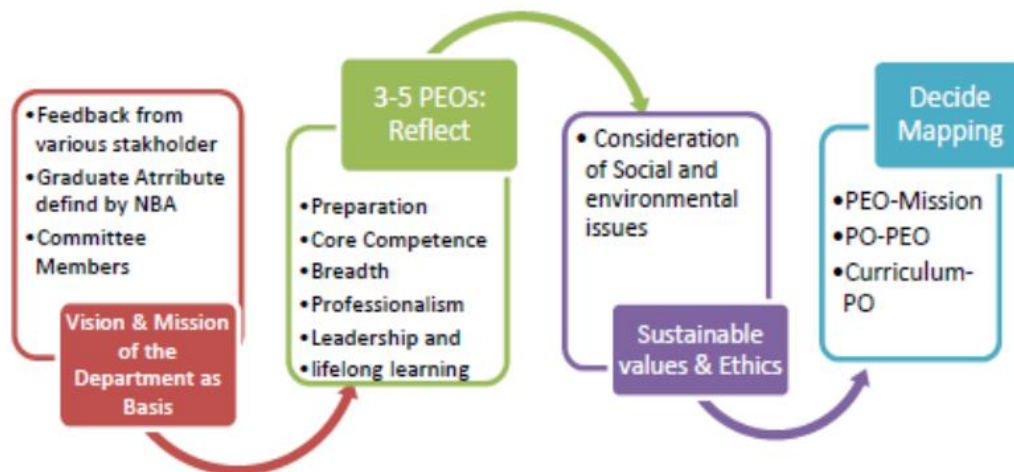 •Feedback from
various stakholder
•Graduate Atrribute
defind by NBA
•Committee
Members
Vision & Mission
of the
Department as
Basis
3-5 PEOs:
Reflect
•Preparation
•Core Competence
•Breadth
•Professionalism
•Leadership and
•lifelong learning
• Consideration
of Social and
environmental
issues
Sustainable
values & Ethics
Decide
Mapping
•PEO-Mission
•PO-PEO
•Curriculum-
PO